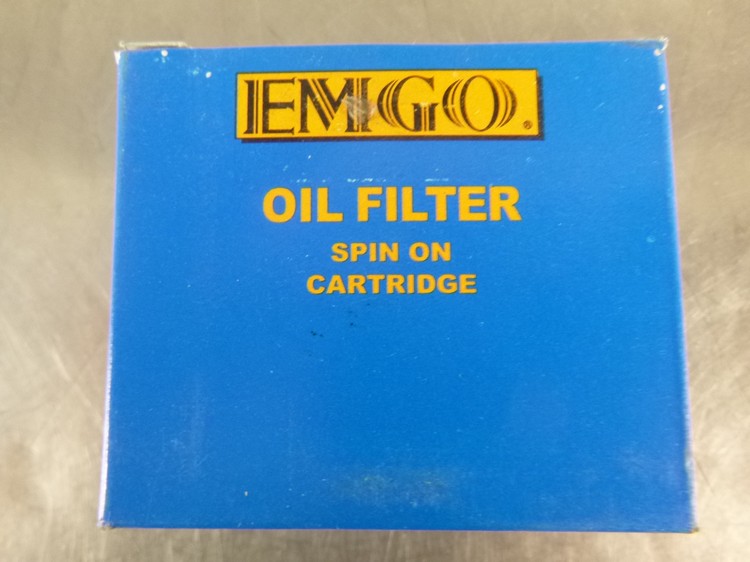 EMGO®
OIL FILTER
SPIN ON
CARTRIDGE